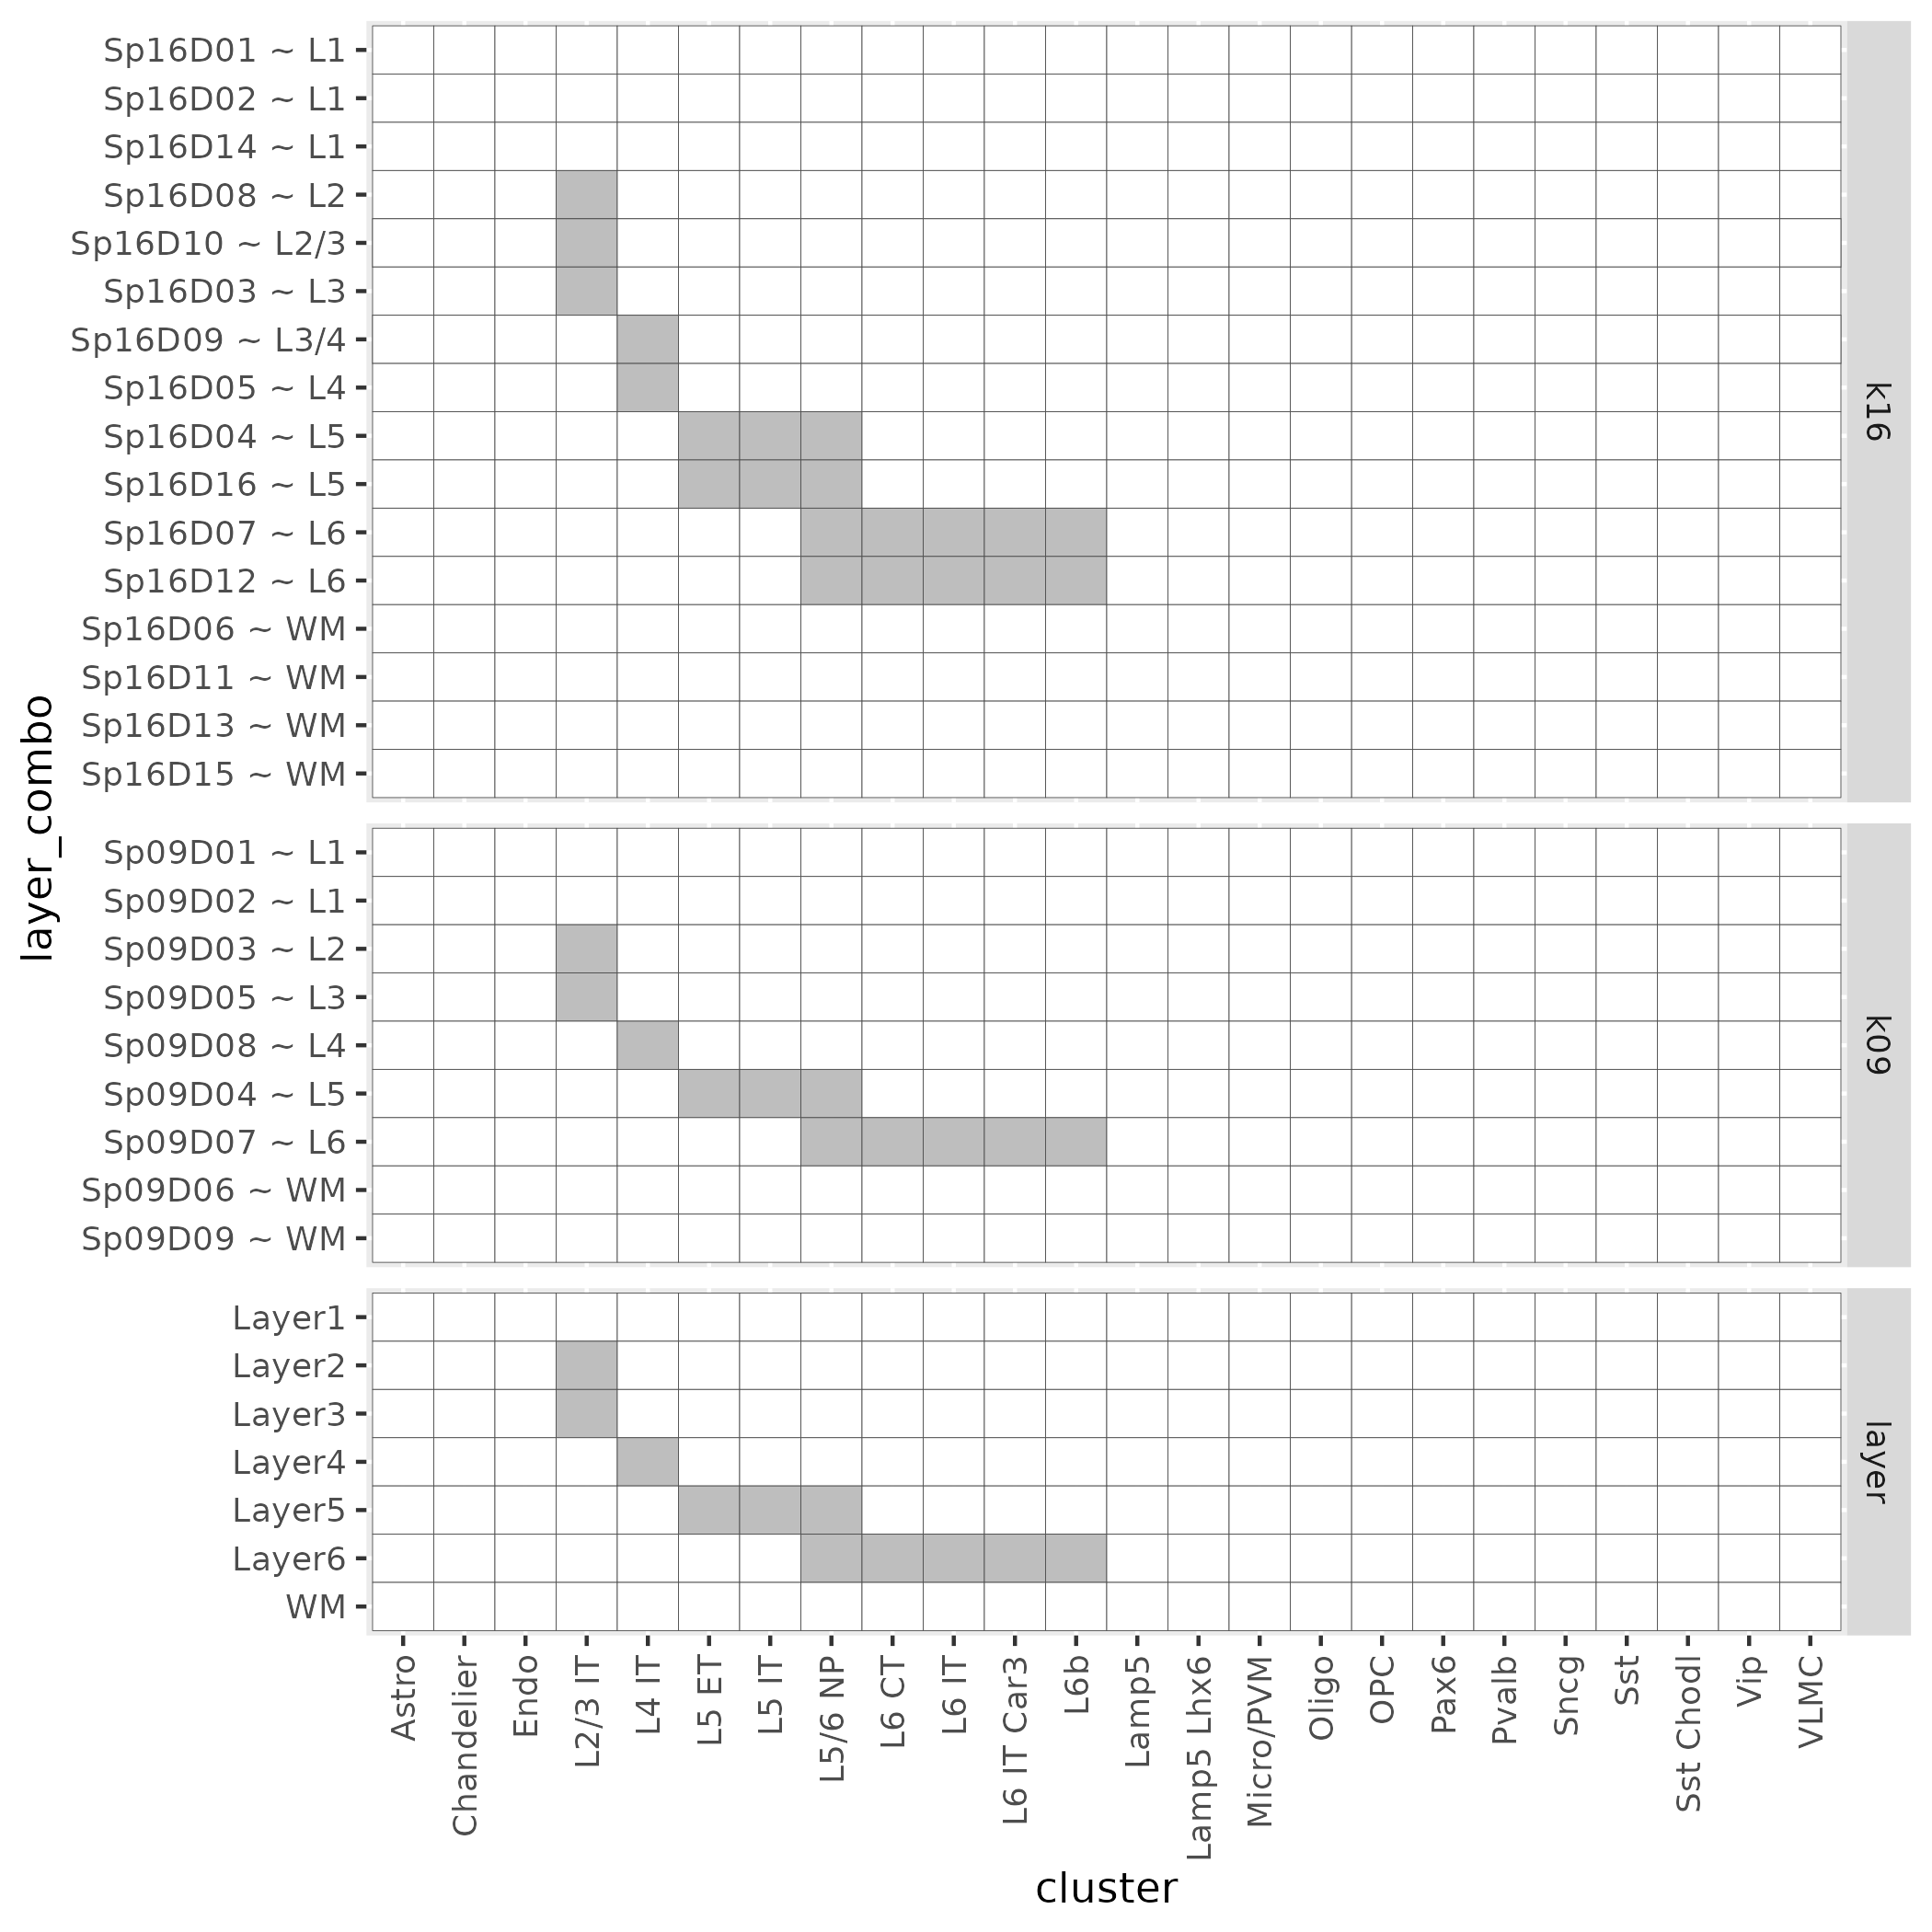 layer_combo
Sp16D01 ~ L1
Sp16D02 ~ L1
Sp16D14 ~ L1
Sp16D08 ~ L2
Sp16D10 ~ L2/3
Sp16D03 ~ L3
Sp16D09 ~ L3/4
Sp16D05 ~ L4
Sp16D04 ~ L5
Sp16D16 ~ L5
Sp16D07 ~ L6
Sp16D12 ~ L6
Sp16D06 ~ WM
Sp16D11 ~ WM
Sp16D13 ~ WM
Sp16D15 ~ WM
k16
Sp09D01 ~ L1
Sp09D02 ~ L1
Sp09D03 ~ L2
Sp09D05 ~ L3
Sp09D08 ~ L4
Sp09D04 ~ L5
Sp09D07 ~ L6
Sp09D06 ~ WM
Sp09D09 ~ WM
k09
Layer1
Layer2
Layer3
Layer4
Layer5
Layer6
WM
layer
Astro
Chandelier
Endo
L2/3 IT
L4 IT
L5 ET
L5 IT
L5/6 NP
L6 CT
L6 IT
L6 IT Car3
L6b
Lamp5
Lamp5 Lhx6
Micro/PVM
Oligo
OPC
Pax6
Pvalb
Sncg
Sst
Sst Chodl
Vip
VLMC
cluster